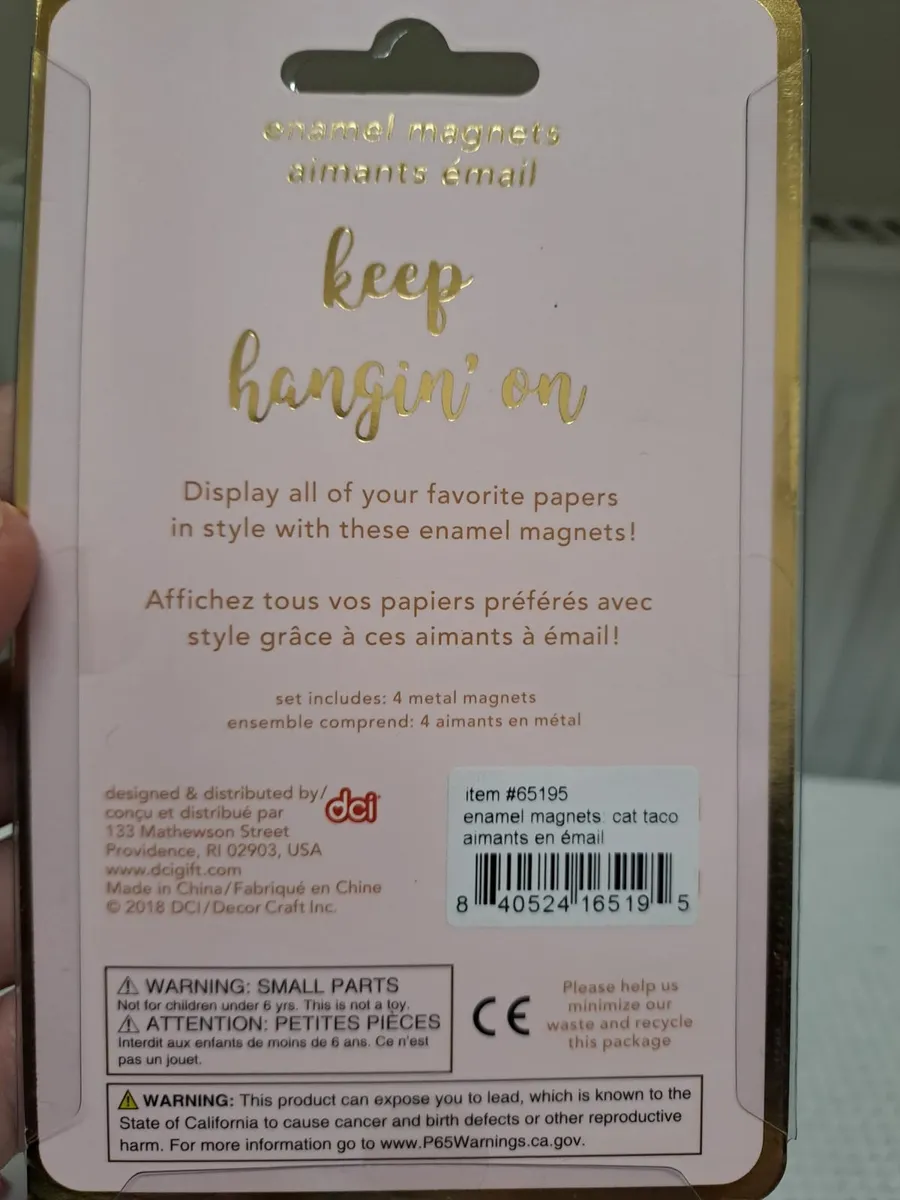 enamel magnets
aimants émail
keep
hangin' on
Display all of your favorite papers
in style with these enamel magnets!
Affichez tous vos papiers préférés avec
style grâce à ces aimants à émail!
set includes: 4 metal magnets
ensemble comprend: 4 aimants en métal
designed & distributed by/
conçu et distribué par
dci
133 Mathewson Street
Providence, RI 02903, USA
www.dcigift.com
Made in China/Fabriqué en Chine
© 2018 DCI/Decor Craft Inc.
item #65195
enamel magnets: cat taco
aimants en émail
8 40524 16519 5
⚠ WARNING: SMALL PARTS
Not for children under 6 yrs. This is not a toy.
⚠ ATTENTION: PETITES PIÈCES
Interdit aux enfants de moins de 6 ans. Ce n'est
pas un jouet.
CE
Please help us
minimize our
waste and recycle
this package
⚠ WARNING: This product can expose you to lead, which is known to the
State of California to cause cancer and birth defects or other reproductive
harm. For more information go to www.P65Warnings.ca.gov.